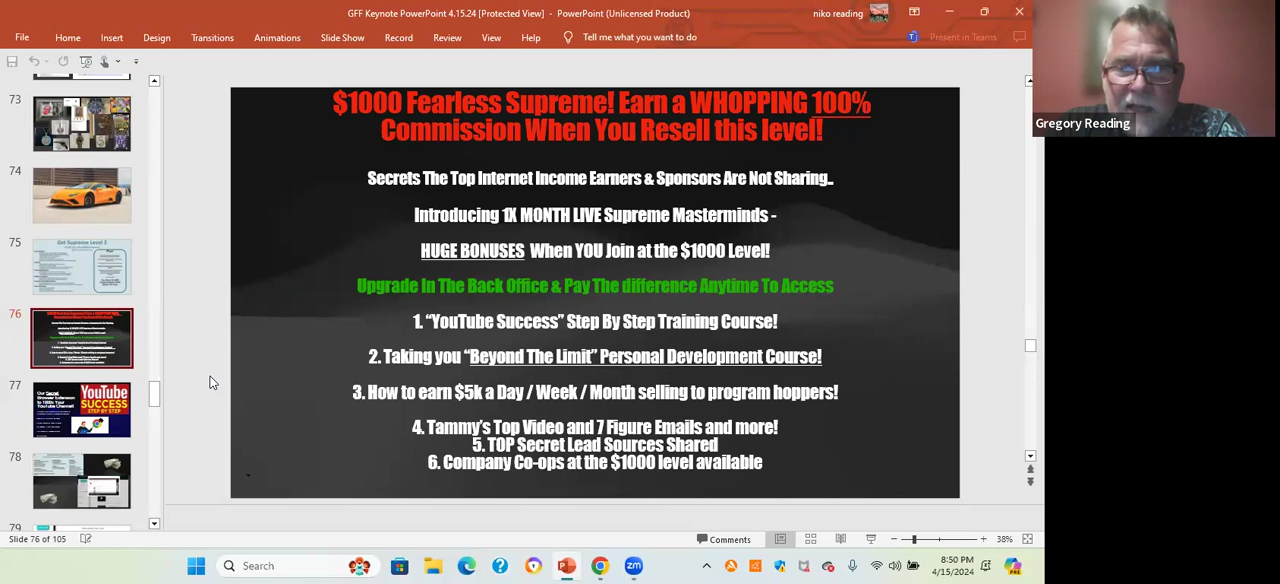 GFF Keynote PowerPoint 4.15.24 [Protected View] - PowerPoint (Unlicensed Product)
niko reading
File Home Insert Design Transitions Animations Slide Show Record Review View Help Tell me what you want to do
Present in Teams
73
74
75
Get Supreme Level 3
76
77
YouTube
SUCCESS
STEP BY STEP
78
79
$1000 Fearless Supreme! Earn a WHOPPING 100%
Commission When You Resell this level!
Secrets The Top Internet Income Earners & Sponsors Are Not Sharing..
Introducing 1X MONTH LIVE Supreme Masterminds -
HUGE BONUSES When YOU Join at the $1000 Level!
Upgrade In The Back Office & Pay The difference Anytime To Access
1. “YouTube Success” Step By Step Training Course!
2. Taking you “Beyond The Limit” Personal Development Course!
3. How to earn $5k a Day / Week / Month selling to program hoppers!
4. Tammy's Top Video and 7 Figure Emails and more!
5. TOP Secret Lead Sources Shared
6. Company Co-ops at the $1000 level available
Gregory Reading
Slide 76 of 105
Comments
38%
Search
zm
8:50 PM
4/15/2024
PRE